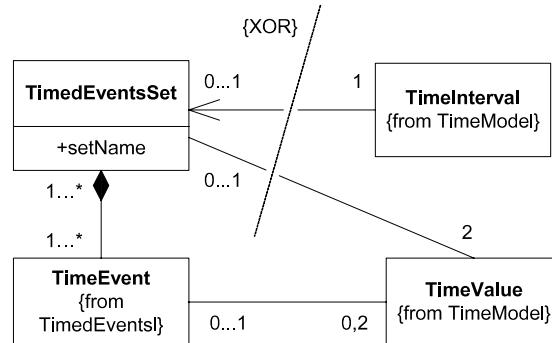 {XOR}
TimedEventsSet
+setName
0...1
1
TimeInterval
{from TimeModel}
0...1
1...*
1...*
2
TimeEvent
{from
TimedEventsl}
0...1
0,2
TimeValue
{from TimeModel}